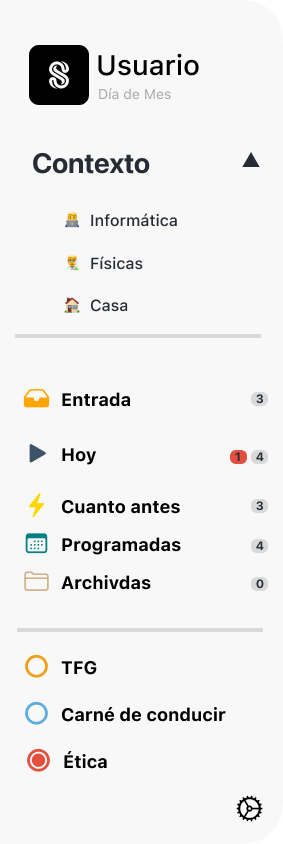 Usuario
Día de Mes
Contexto
Informática
Físicas
Casa
Entrada 3
Hoy 1 4
Cuanto antes 3
Programadas 4
Archivdas 0
TFG
Carné de conducir
Ética